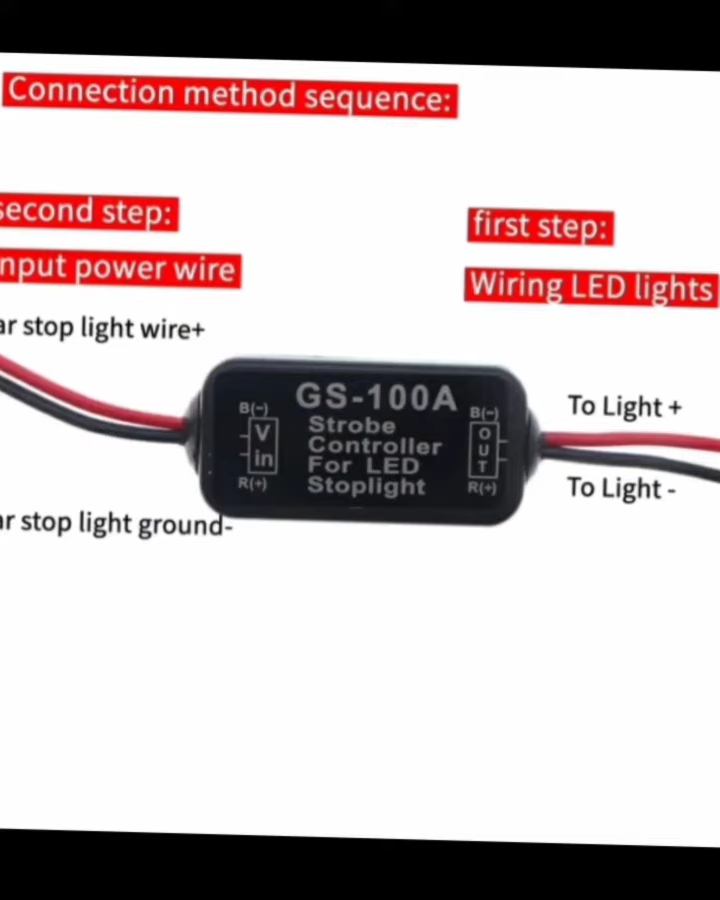 Connection method sequence:
second step:
first step:
nput power wire
Wiring LED lights
ar stop light wire+
To Light +
To Light -
ar stop light ground-
GS-100A
Strobe
Controller
For LED
Stoplight
B(-)
V
in
R(+)
B(-)
OUT
R(+)